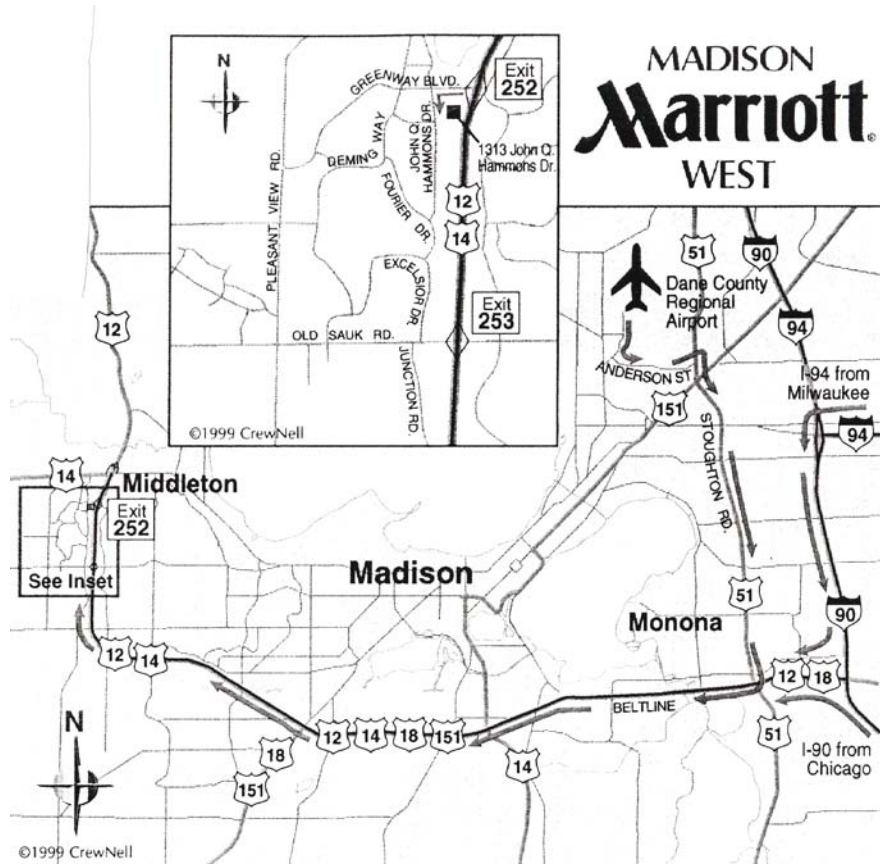 MADISON
Marriott®
WEST
N
GREENWAY BLVD.
Exit
252
DEMING WAY
JOHN Q.
HAMMONS DR.
1313 John Q.
Hammons Dr.
PLEASANT VIEW RD.
FOURIER DR.
12
14
EXCELSIOR DR.
Exit
253
OLD SAUK RD.
JUNCTION RD.
©1999 CrewNell
51
90
94
12
Dane County
Regional
Airport
ANDERSON ST.
I-94 from
Milwaukee
151
94
STOUGHTON RD.
14
Middleton
Exit
252
See Inset
Madison
51
Monona
90
12
14
12
18
BELTLINE
12
14
18
151
18
151
14
51
I-90 from
Chicago
N
©1999 CrewNell